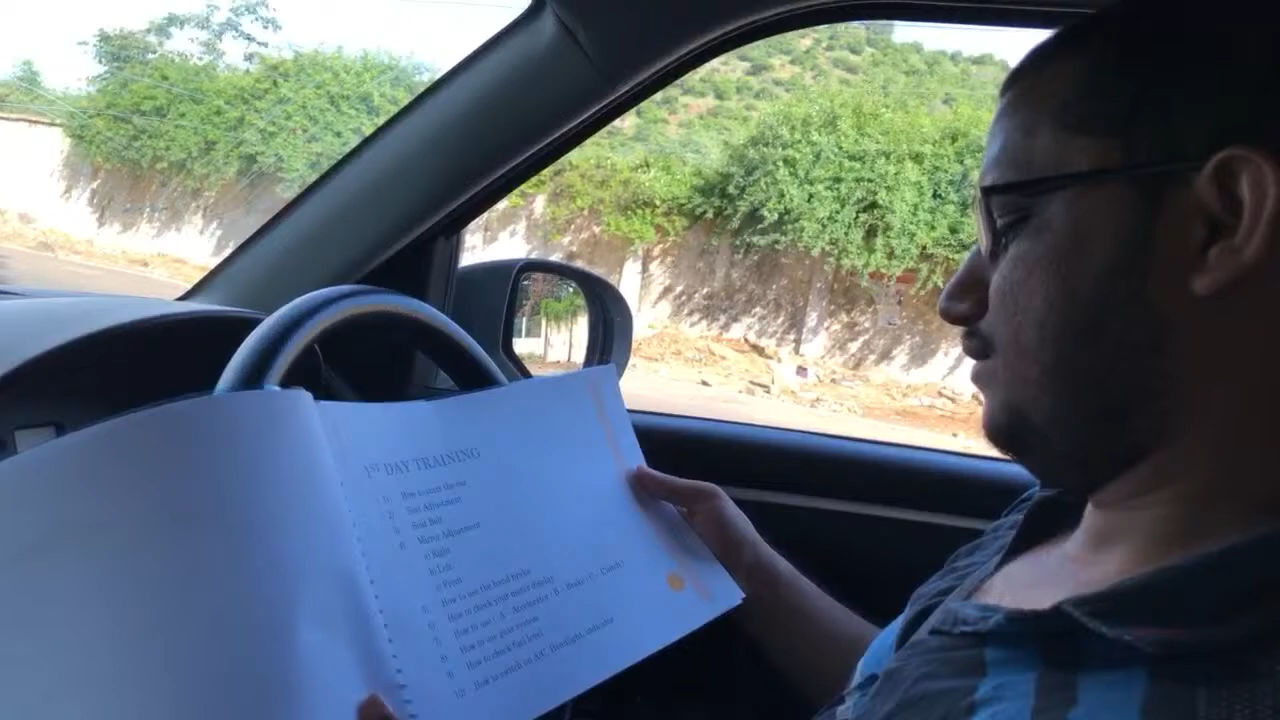 1ST DAY TRAINING
1) How to enter the car
2) Seat Adjustment
3) Seat Belt
4) Mirror Adjustment
a) Right
b) Left
c) Front
5) How to use the hand brake
6) How to check your meter display
7) How to use ( A - Accelerator / B - Brake / C - Clutch )
8) How to use gear system
9) How to check fuel level
10) How to switch on A/C, Headlight, indicator